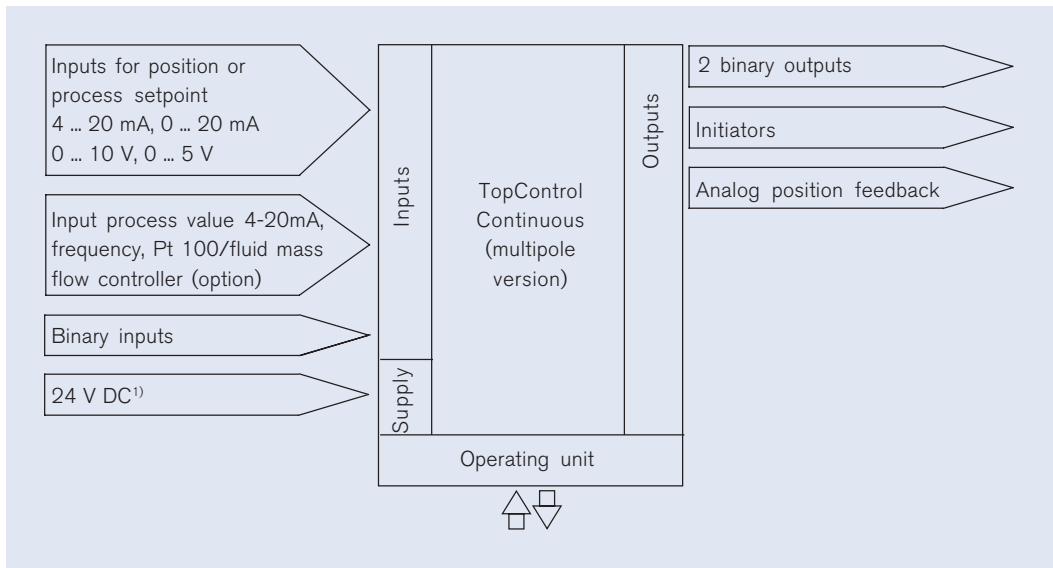 Inputs for position or
process setpoint
4 ... 20 mA, 0 ... 20 mA
0 ... 10 V, 0 ... 5 V
Input process value 4-20mA,
frequency, Pt 100/fluid mass
flow controller (option)
Binary inputs
24 V DC1)
Inputs
Supply
TopControl
Continuous
(multipole
version)
Operating unit
Outputs
2 binary outputs
Initiators
Analog position feedback